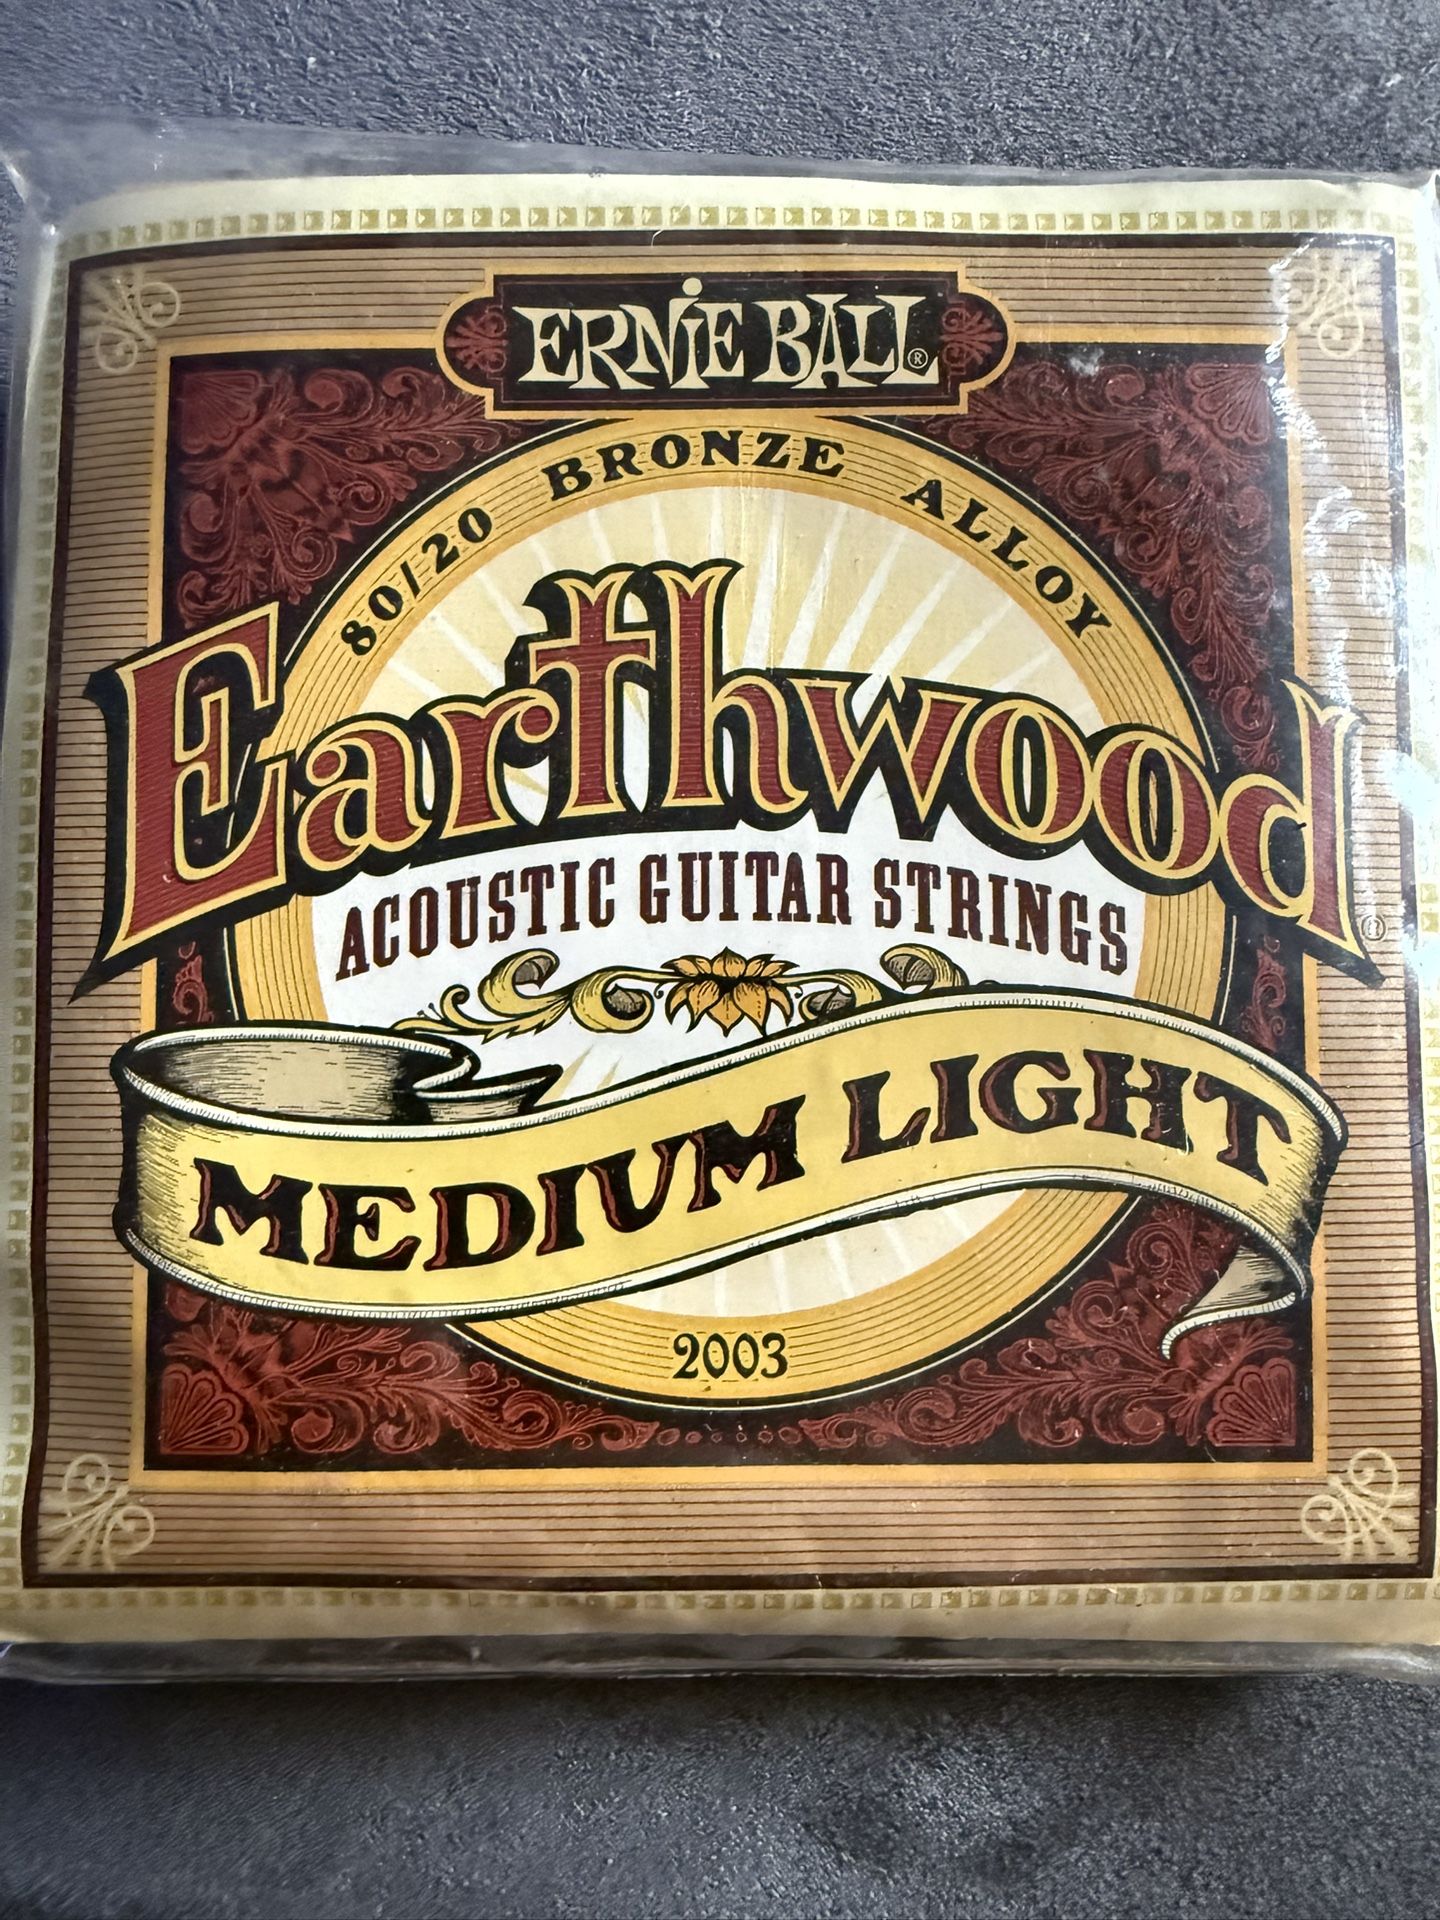 ERNIE BALL®
80/20 BRONZE ALLOY
Earthwood®
ACOUSTIC GUITAR STRINGS
MEDIUM LIGHT
2003